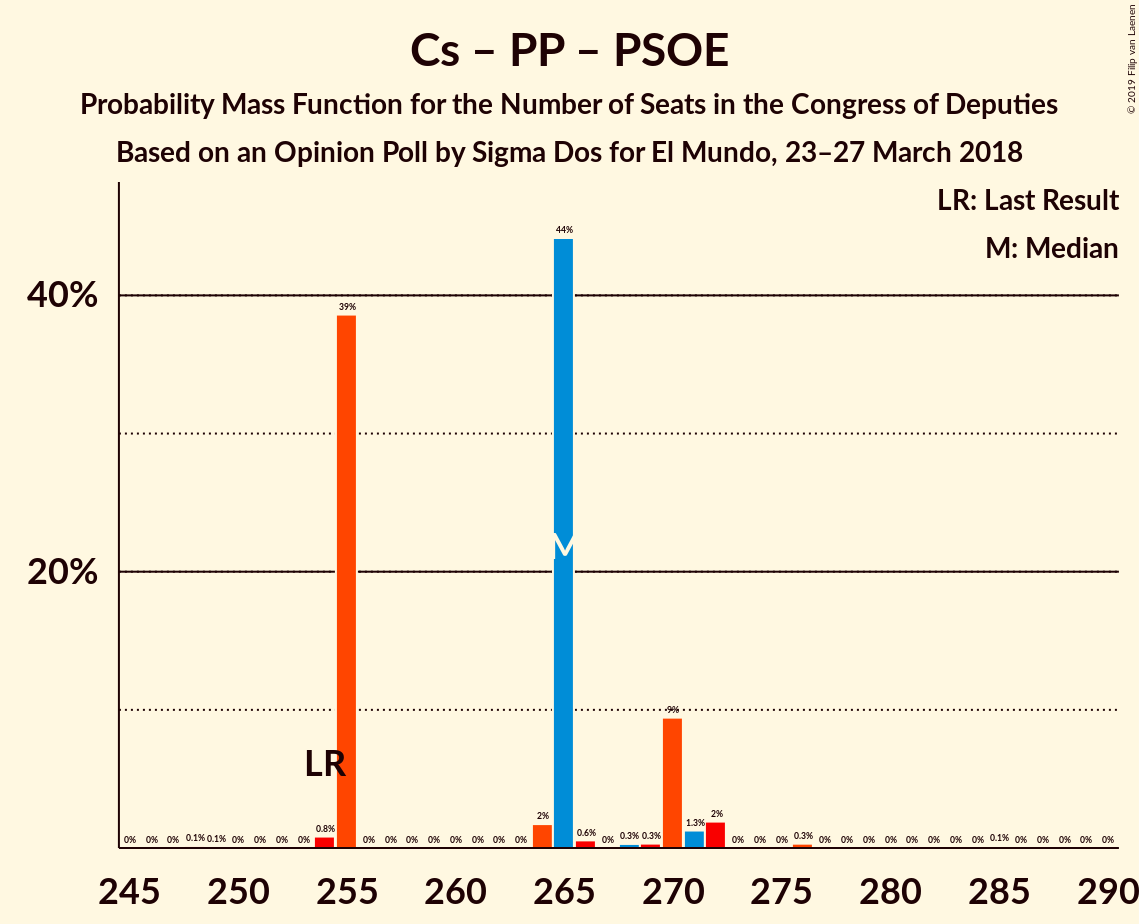 Cs – PP – PSOE
Probability Mass Function for the Number of Seats in the Congress of Deputies
Based on an Opinion Poll by Sigma Dos for El Mundo, 23–27 March 2018
© 2019 Filip van Laenen
LR: Last Result
M: Median
40%
20%
0% 0% 0% 0.1% 0.1% 0% 0% 0% 0% 0.8% 39% 0% 0% 0% 0% 0% 0% 0% 0% 2% 44% 0.6% 0% 0.3% 0.3% 9% 1.3% 2% 0% 0% 0% 0.3% 0% 0% 0% 0% 0% 0% 0% 0% 0.1% 0% 0% 0% 0% 0%
LR
M
245 250 255 260 265 270 275 280 285 290